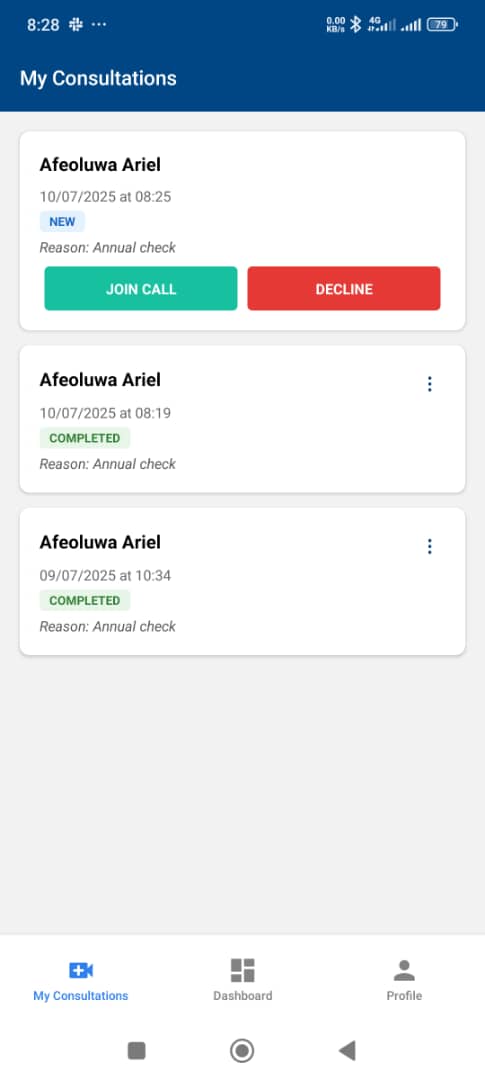 8:28 ... 0.00 KB/s 4G 79
My Consultations
Afeoluwa Ariel
10/07/2025 at 08:25
NEW
Reason: Annual check
JOIN CALL DECLINE
Afeoluwa Ariel
10/07/2025 at 08:19
COMPLETED
Reason: Annual check
Afeoluwa Ariel
09/07/2025 at 10:34
COMPLETED
Reason: Annual check
My Consultations Dashboard Profile